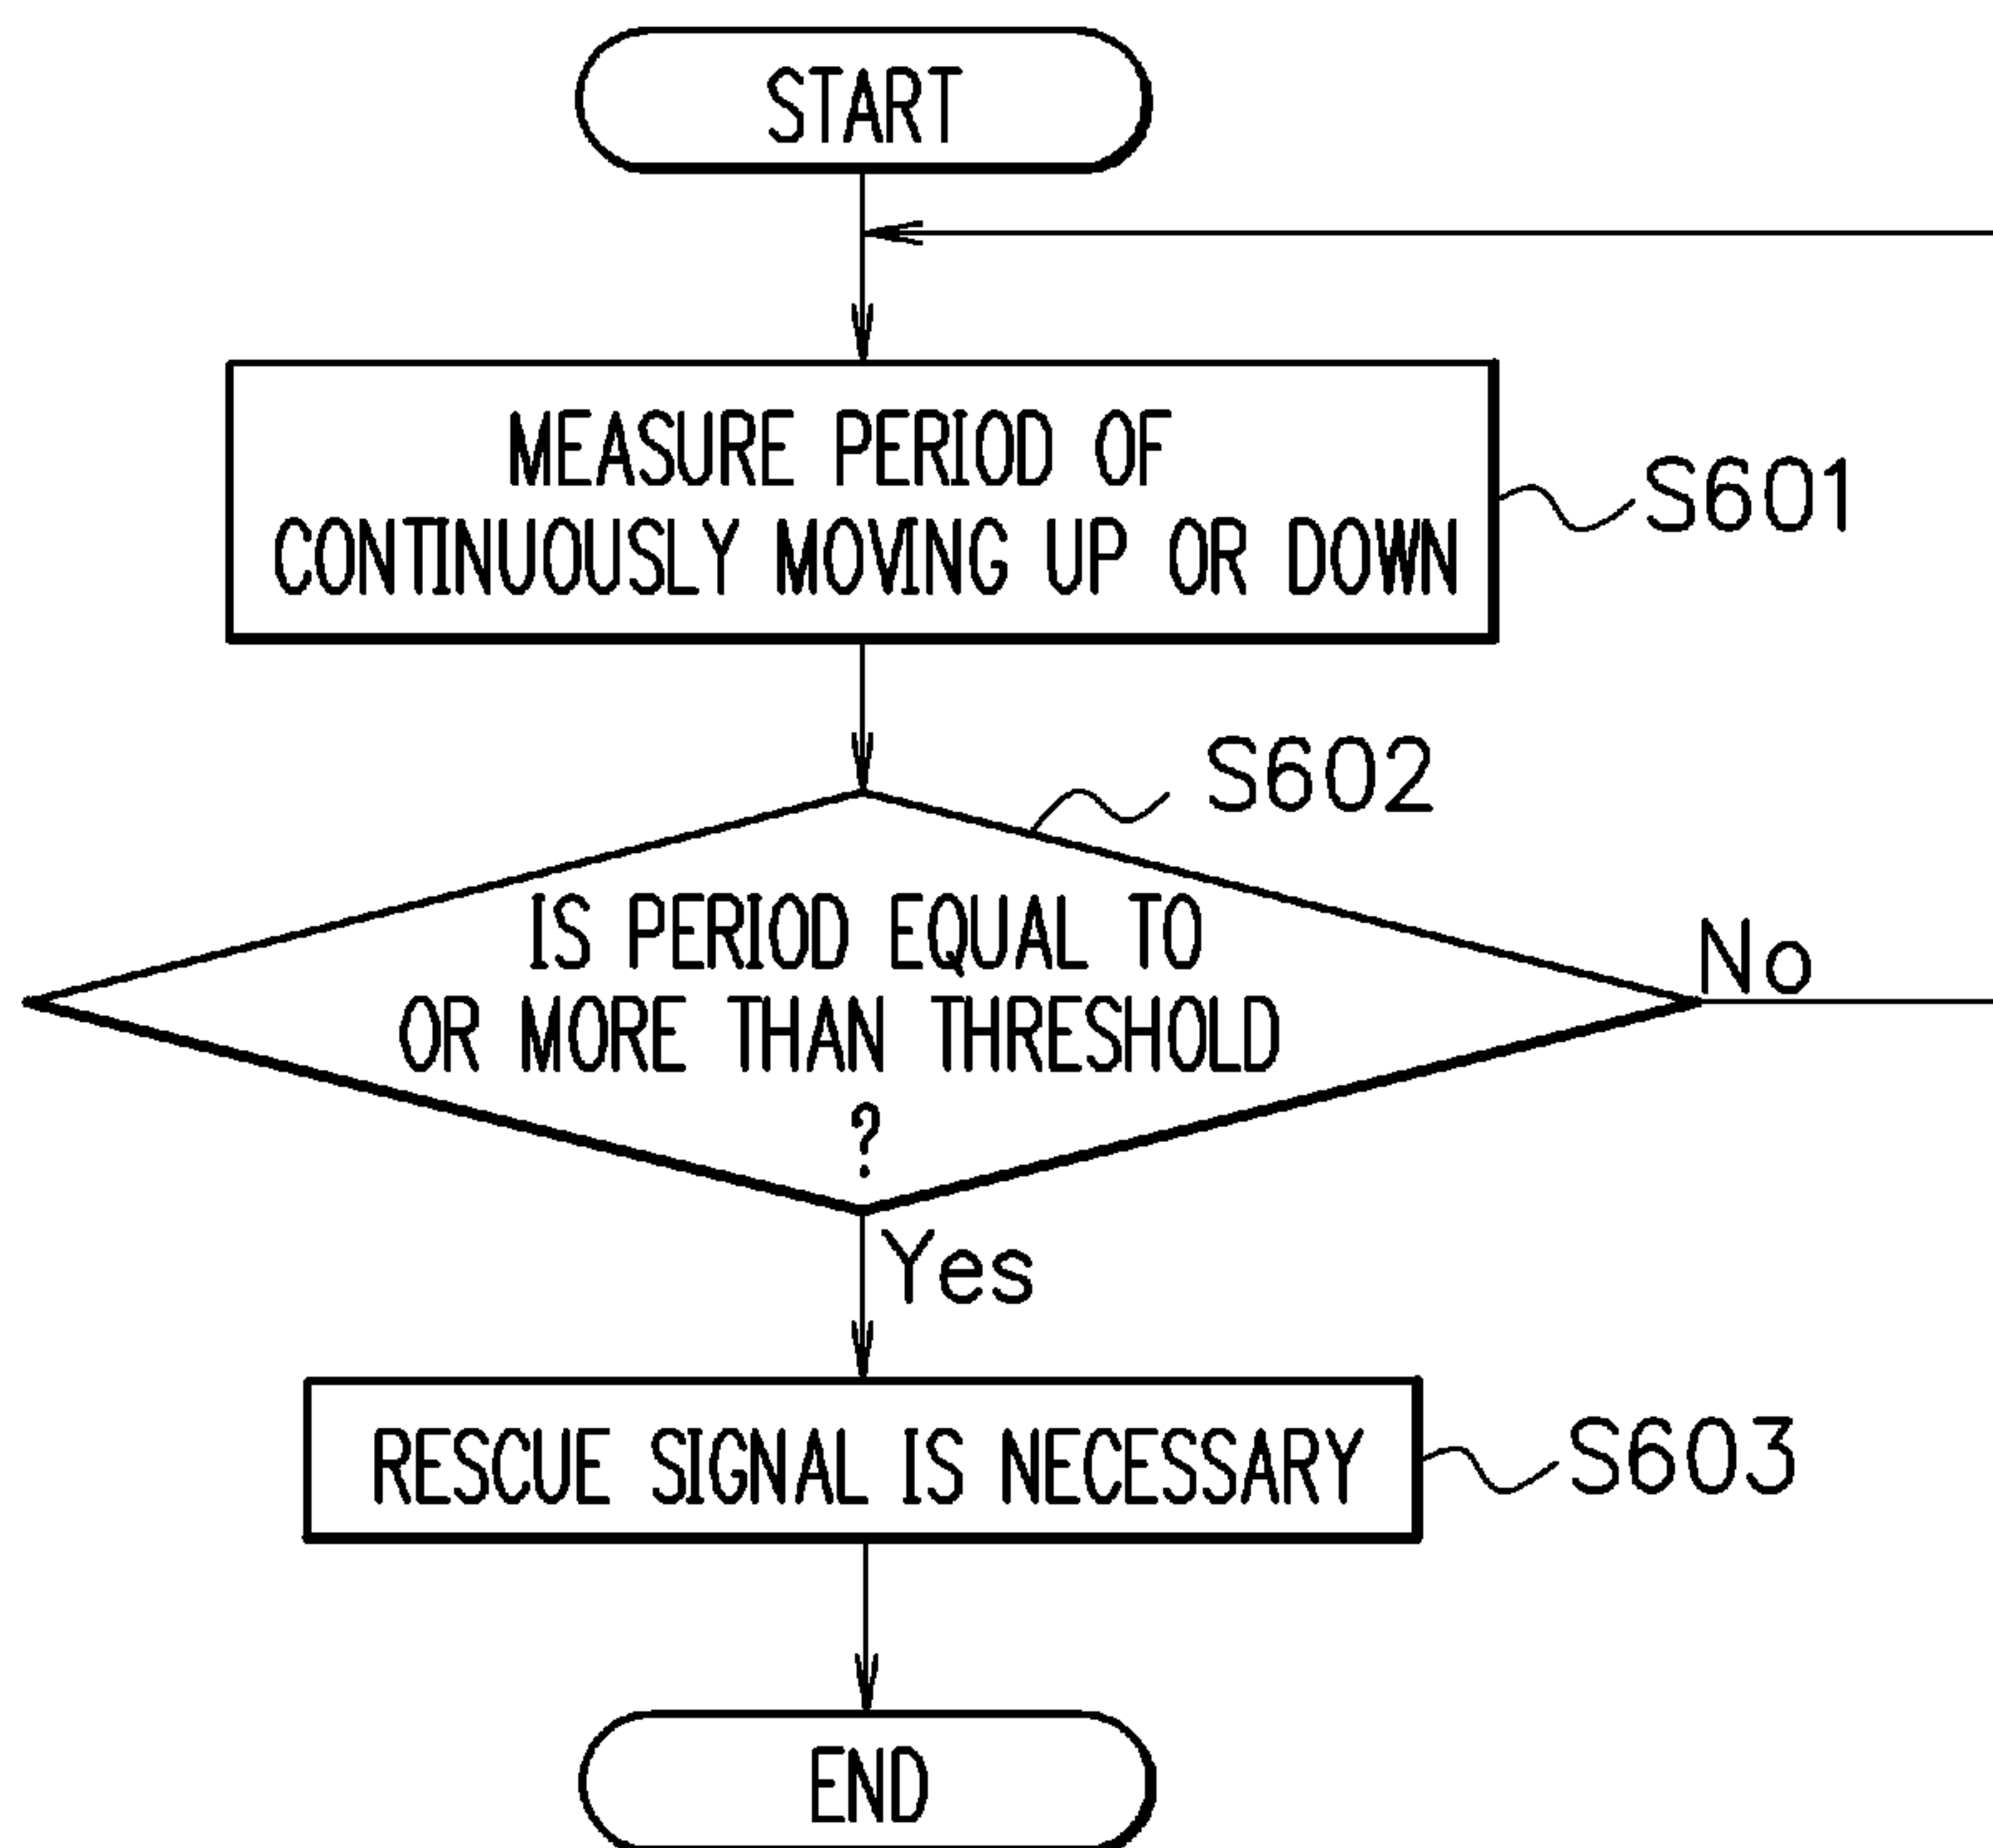 START
MEASURE PERIOD OF
CONTINUOUSLY MOVING UP OR DOWN
S601
S602
IS PERIOD EQUAL TO
OR MORE THAN THRESHOLD
?
No
Yes
RESCUE SIGNAL IS NECESSARY
S603
END